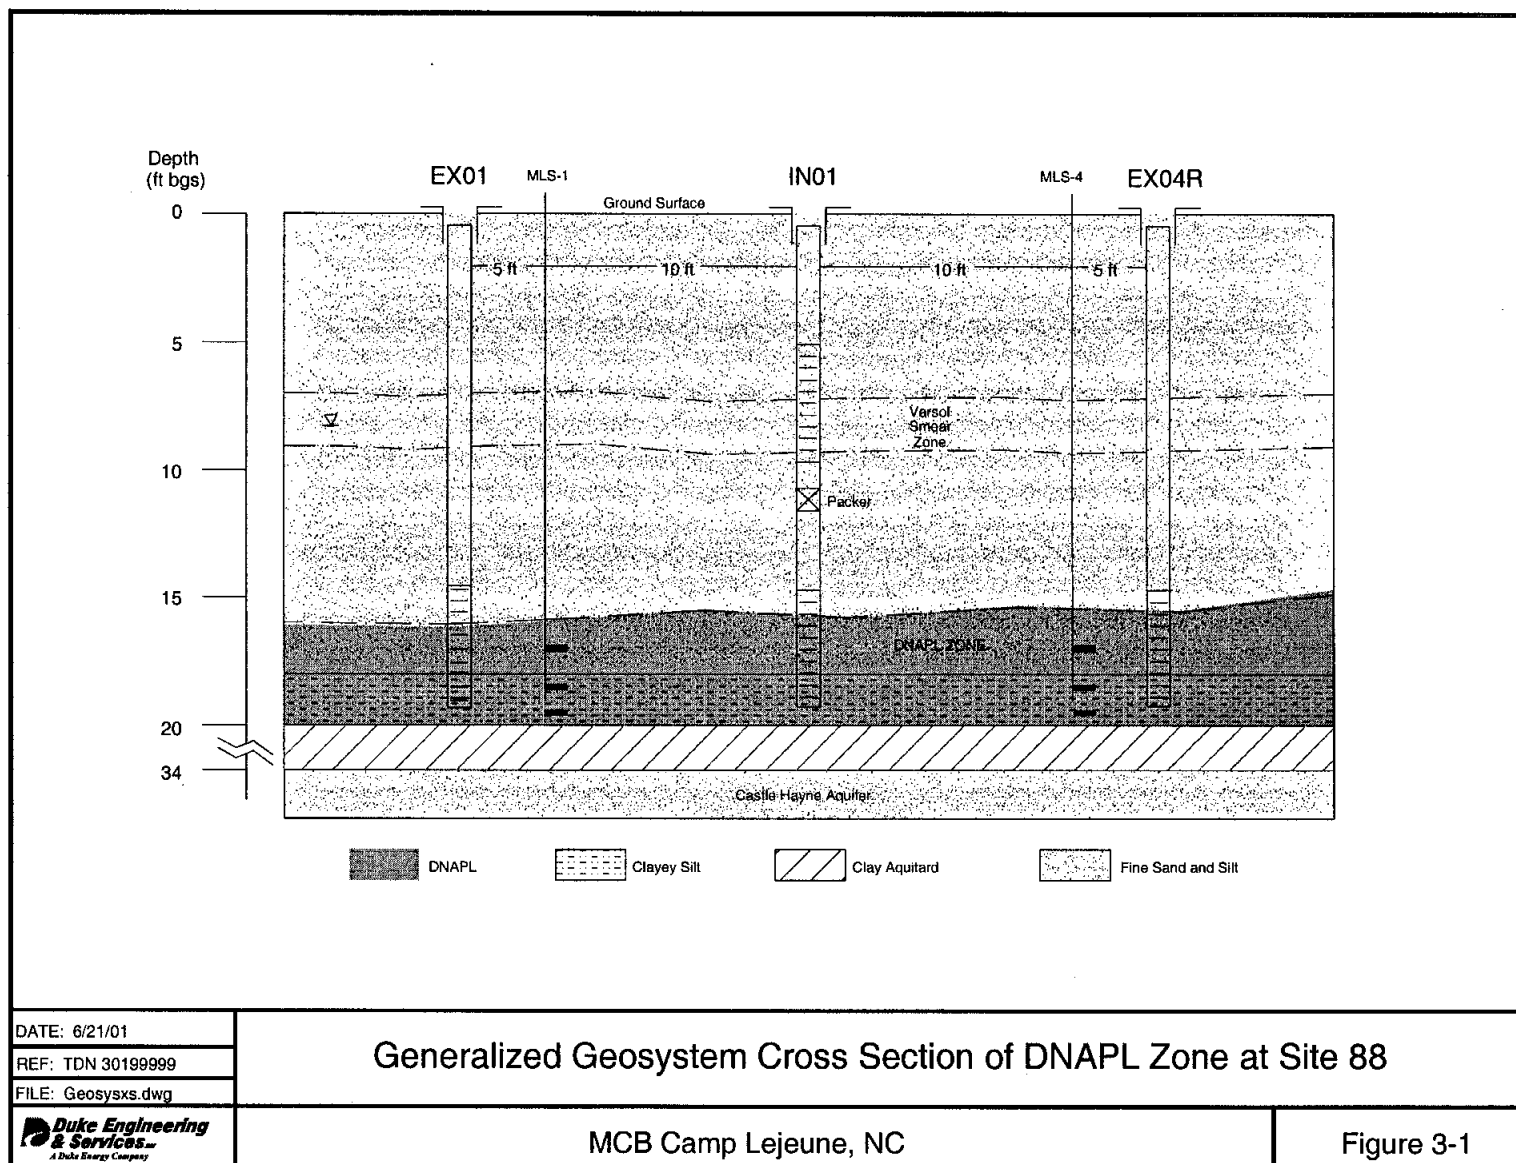 Depth
(ft bgs)
EX01
MLS-1
IN01
MLS-4
EX04R
Ground Surface
0
5 ft
10 ft
10 ft
5 ft
5
Varsol
Smear
Zone
10
Packer
15
DNAPL ZONE
20
34
Castle Hayne Aquifer
DNAPL
Clayey Silt
Clay Aquitard
Fine Sand and Silt
DATE: 6/21/01
REF: TDN 30199999
FILE: Geosysxs.dwg
Generalized Geosystem Cross Section of DNAPL Zone at Site 88
Duke Engineering
& Services
A Duke Energy Company
MCB Camp Lejeune, NC
Figure 3-1